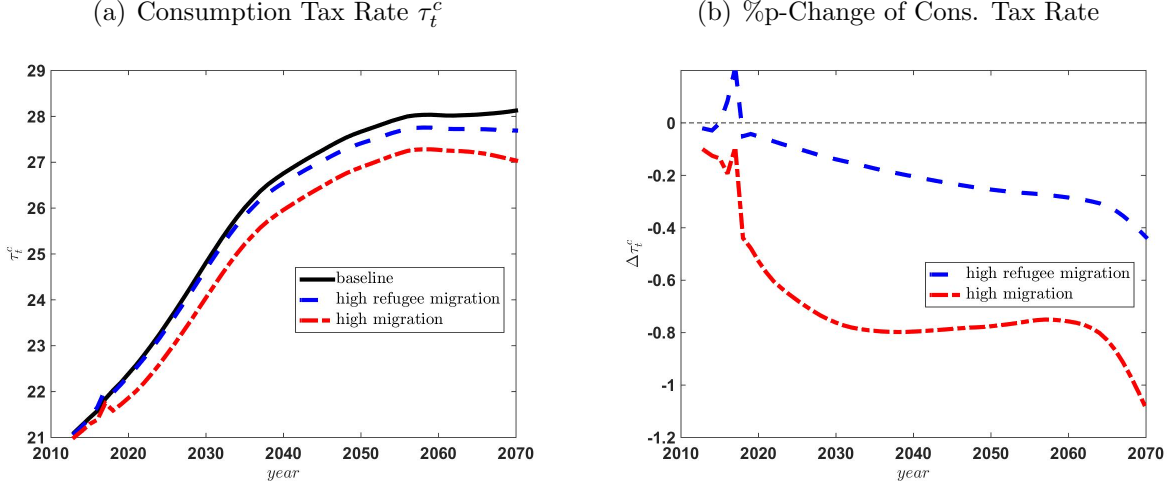 (a) Consumption Tax Rate τ_t^c
29
28
27
26
25
24
23
22
21
τ_t^c
2010 2020 2030 2040 2050 2060 2070
year
baseline
high refugee migration
high migration
(b) %p-Change of Cons. Tax Rate
0
-0.2
-0.4
-0.6
-0.8
-1
-1.2
Δτ_t^c
2010 2020 2030 2040 2050 2060 2070
year
high refugee migration
high migration